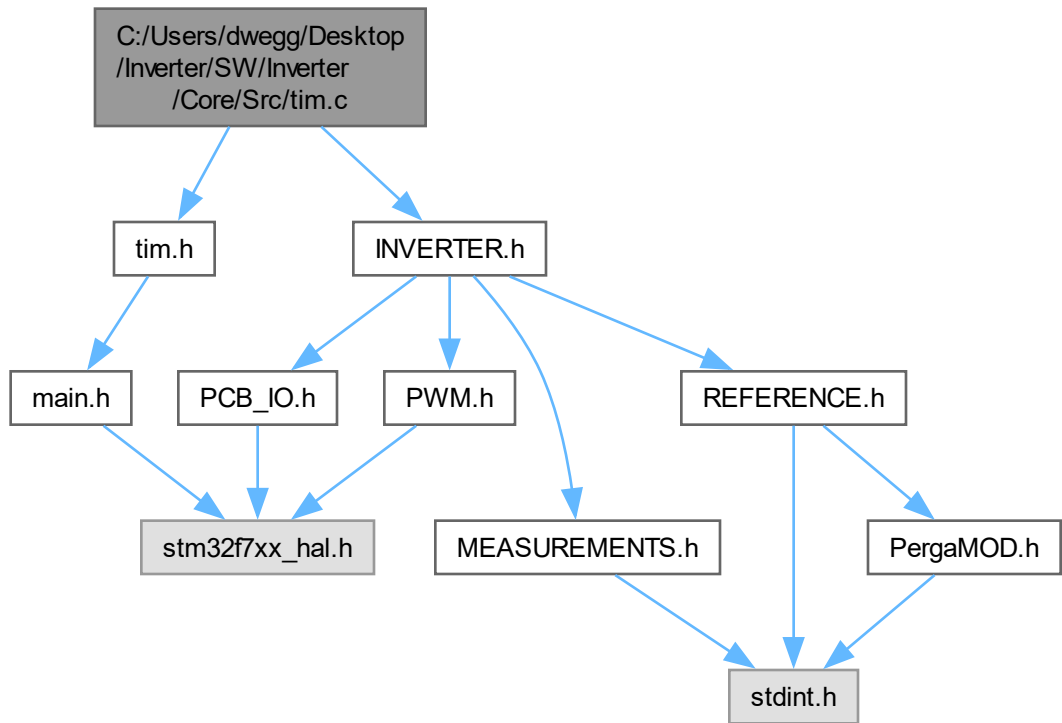 C:/Users/dwegg/Desktop
/Inverter/SW/Inverter
/Core/Src/tim.c
tim.h
INVERTER.h
main.h
PCB_IO.h
PWM.h
REFERENCE.h
stm32f7xx_hal.h
MEASUREMENTS.h
PergaMOD.h
stdint.h